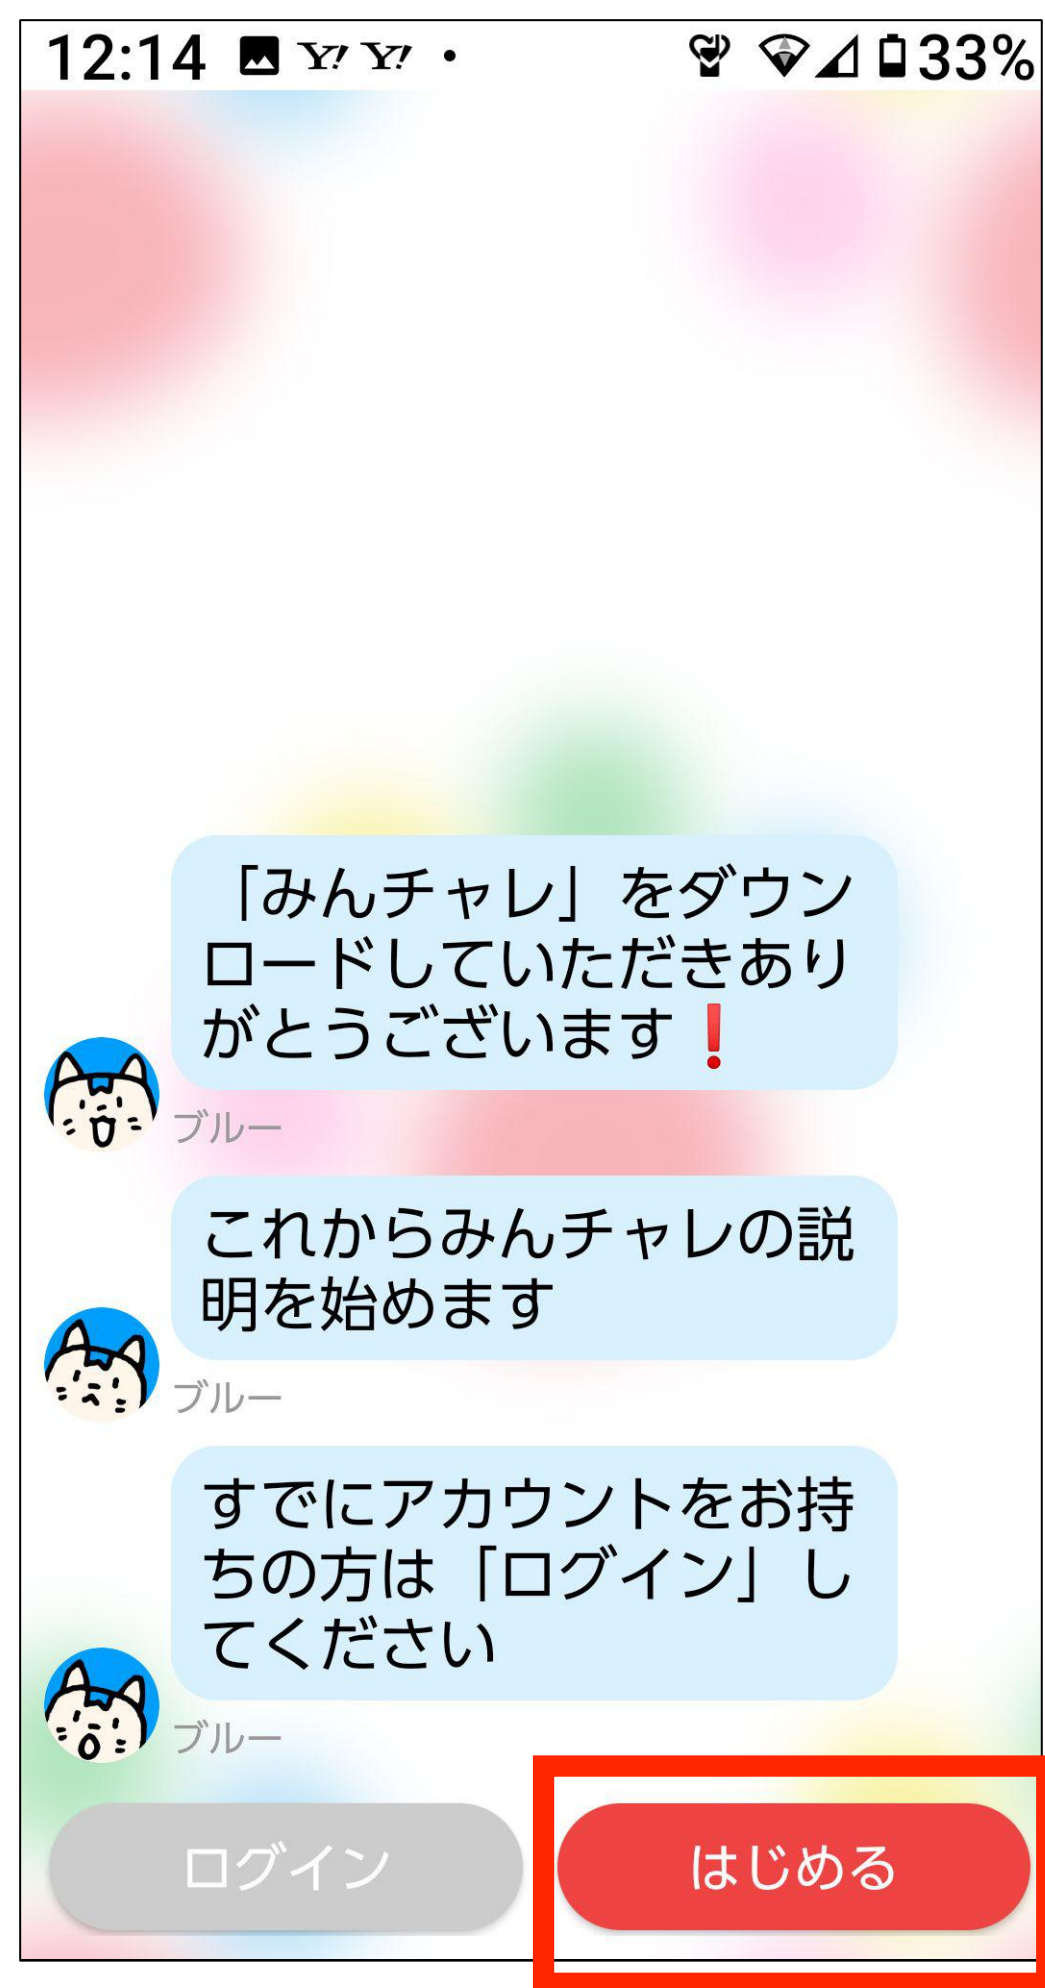 12:14 Y! Y! • 33%
「みんチャレ」をダウン
ロードしていただきあり
がとうございます❗
ブルー
これからみんチャレの説
明を始めます
ブルー
すでにアカウントをお持
ちの方は「ログイン」し
てください
ブルー
ログイン はじめる